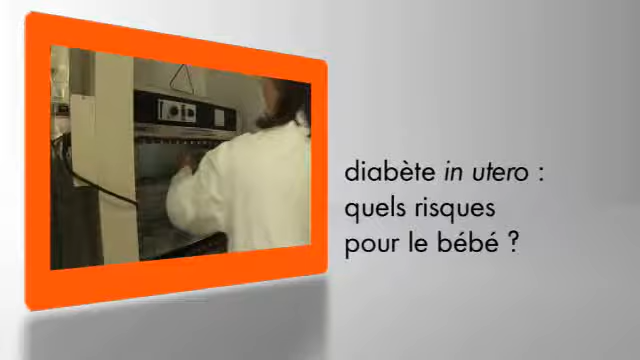 diabète in utero :
quels risques
pour le bébé ?